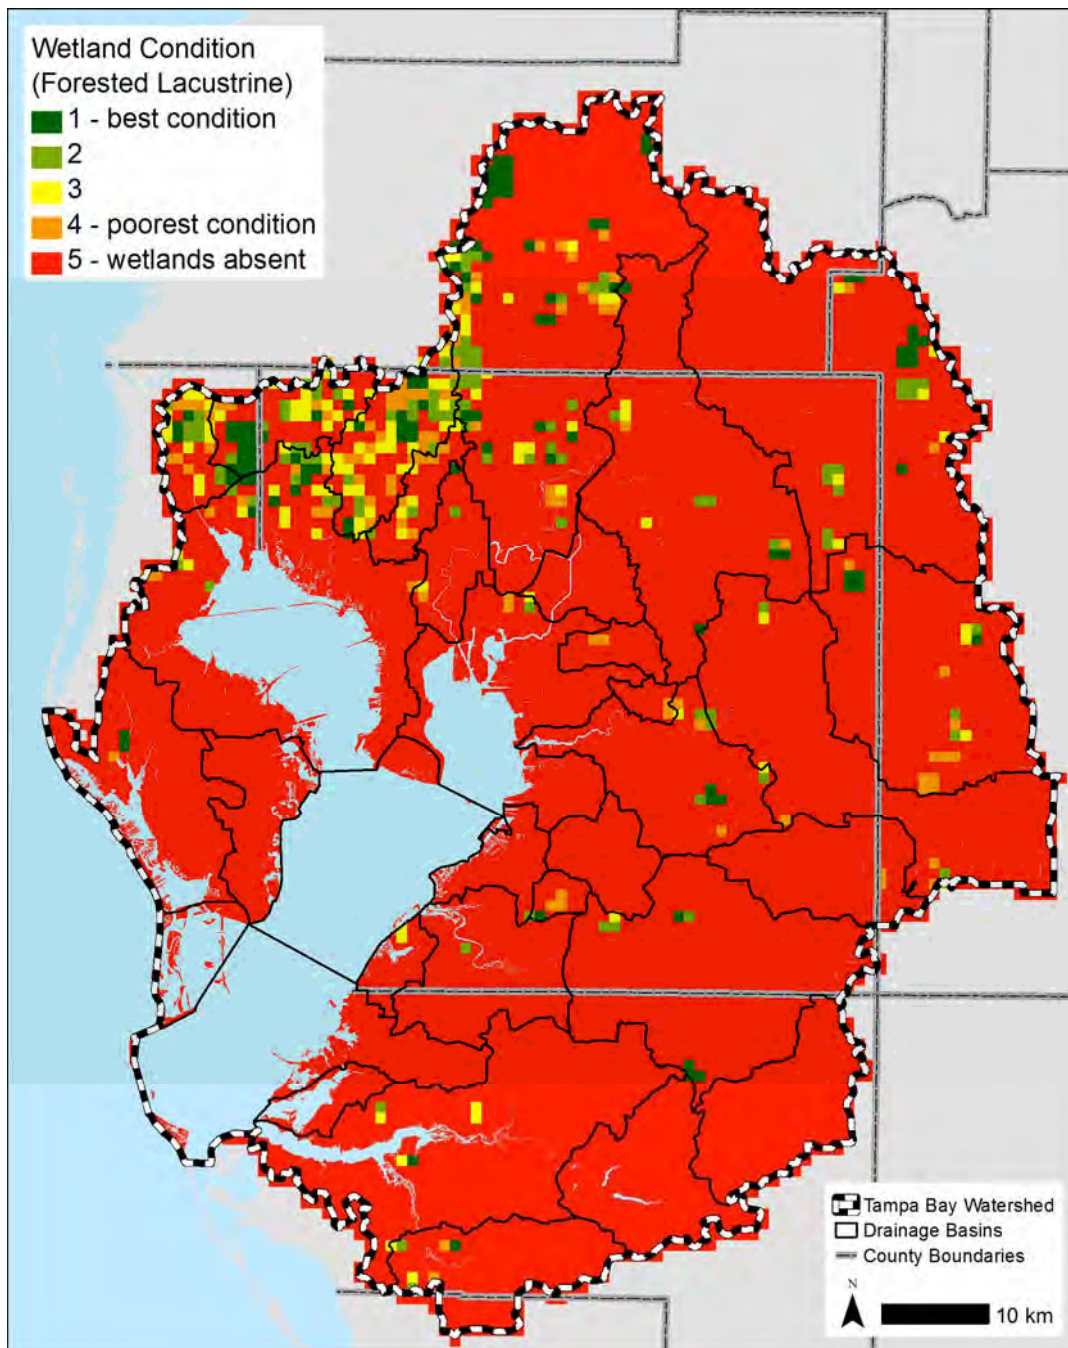 Wetland Condition
(Forested Lacustrine)
1 - best condition
2
3
4 - poorest condition
5 - wetlands absent
Tampa Bay Watershed
Drainage Basins
County Boundaries
N
10 km